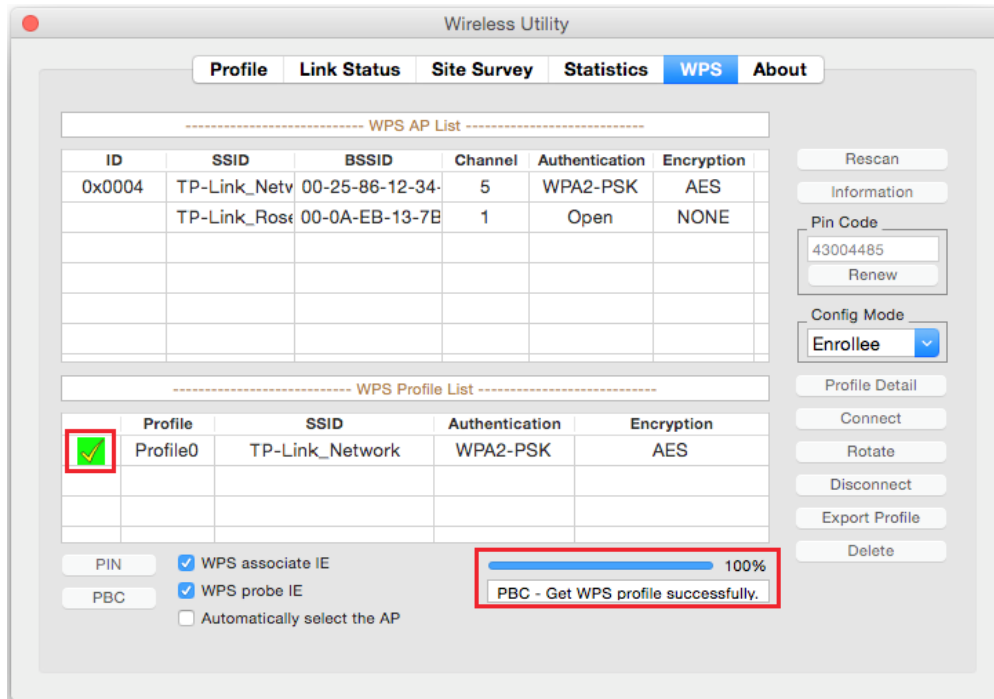 Wireless Utility
Profile Link Status Site Survey Statistics WPS About
---------------------------- WPS AP List ----------------------------
ID SSID BSSID Channel Authentication Encryption
0x0004 TP-Link_Netw 00-25-86-12-34- 5 WPA2-PSK AES
TP-Link_Rose 00-0A-EB-13-7B 1 Open NONE
Rescan
Information
Pin Code
43004485
Renew
Config Mode
Enrollee
---------------------------- WPS Profile List ----------------------------
Profile SSID Authentication Encryption
Profile0 TP-Link_Network WPA2-PSK AES
Profile Detail
Connect
Rotate
Disconnect
Export Profile
Delete
PIN
PBC
WPS associate IE
WPS probe IE
Automatically select the AP
100%
PBC - Get WPS profile successfully.